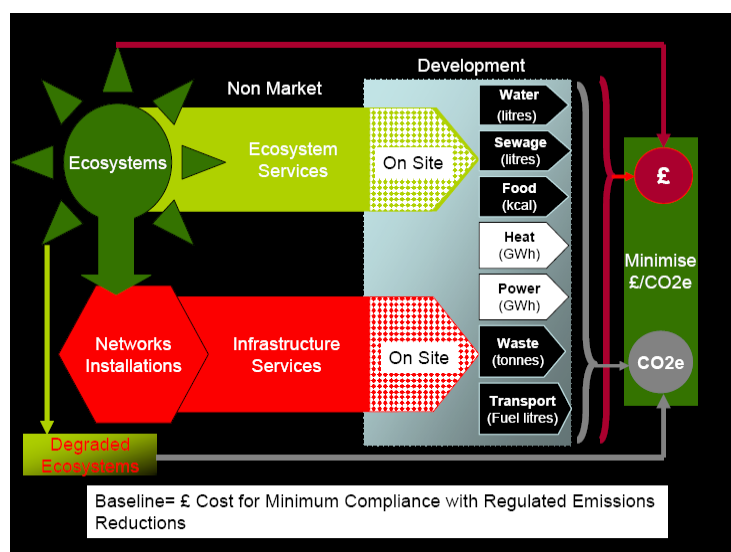 Development
Non Market
Ecosystems
Ecosystem
Services
On Site
Water
(litres)
Sewage
(litres)
Food
(kcal)
Heat
(GWh)
Power
(GWh)
Waste
(tonnes)
Transport
(Fuel litres)
£
Minimise
£/CO2e
CO2e
Networks
Installations
Infrastructure
Services
On Site
Degraded
Ecosystems
Baseline= £ Cost for Minimum Compliance with Regulated Emissions
Reductions